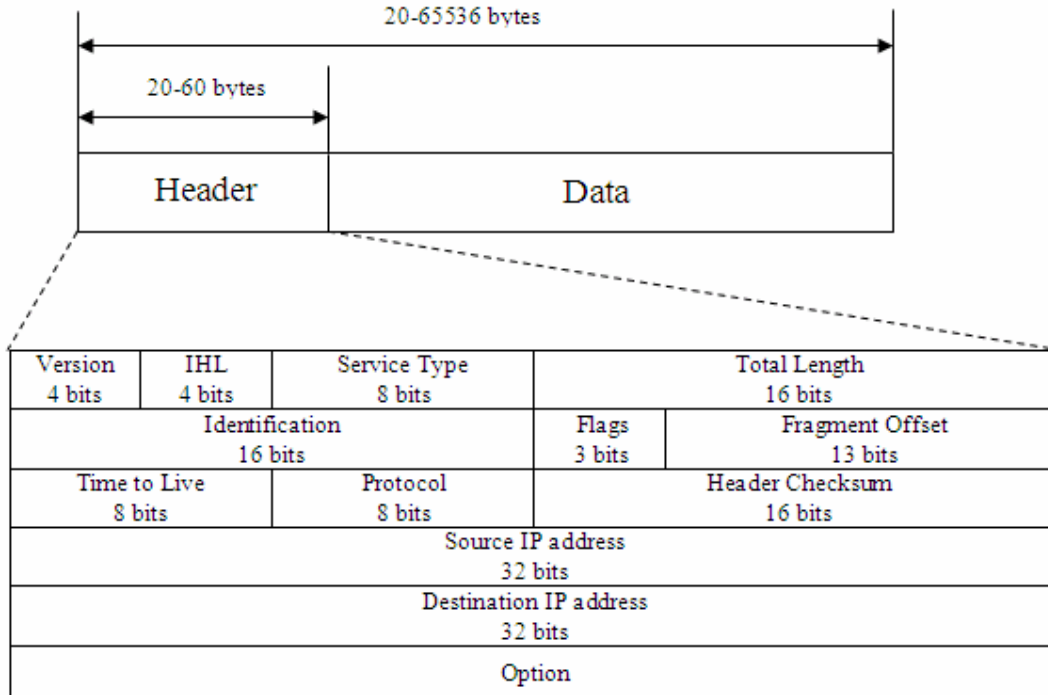 20-65536 bytes
20-60 bytes
Header
Data
Version
4 bits
IHL
4 bits
Service Type
8 bits
Total Length
16 bits
Identification
16 bits
Flags
3 bits
Fragment Offset
13 bits
Time to Live
8 bits
Protocol
8 bits
Header Checksum
16 bits
Source IP address
32 bits
Destination IP address
32 bits
Option